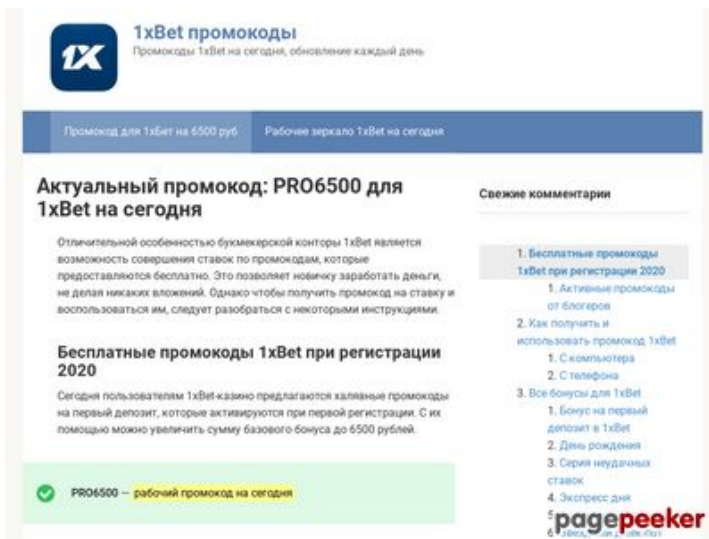 1X
1xBet промокоды
Промокоды 1xBet на сегодня, обновление каждый день
Промокод для 1хБет на 6500 руб
Рабочее зеркало 1xBet на сегодня
Актуальный промокод: PRO6500 для
1xBet на сегодня
Отличительной особенностью букмекерской конторы 1xBet является
возможность совершения ставок по промокодам, которые
предоставляются бесплатно. Это позволяет новичку заработать деньги,
не делая никаких вложений. Однако чтобы получить промокод на ставку и
воспользоваться им, следует разобраться с некоторыми инструкциями.
Бесплатные промокоды 1xBet при регистрации
2020
Сегодня пользователям 1xBet-казино предлагаются халявные промокоды
на первый депозит, которые активируются при первой регистрации. С их
помощью можно увеличить сумму базового бонуса до 6500 рублей.
PRO6500 — рабочий промокод на сегодня
Свежие комментарии
1. Бесплатные промокоды
1xBet при регистрации 2020
1. Активные промокоды
от блогеров
2. Как получить и
использовать промокод 1xBet
1. С компьютера
2. С телефона
3. Все бонусы для 1xBet
1. Бонус на первый
депозит в 1xBet
2. День рождения
3. Серия неудачных
ставок
4. Экспресс дня
5
6
pagepeeker